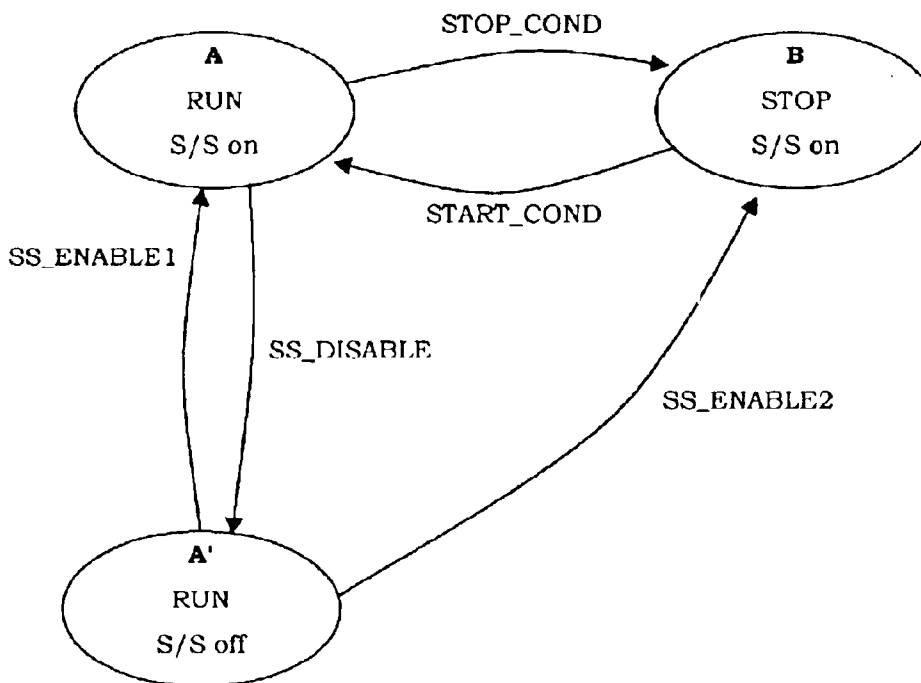 STOP_COND
A
RUN
S/S on
B
STOP
S/S on
START_COND
SS_ENABLE1
SS_DISABLE
SS_ENABLE2
A'
RUN
S/S off